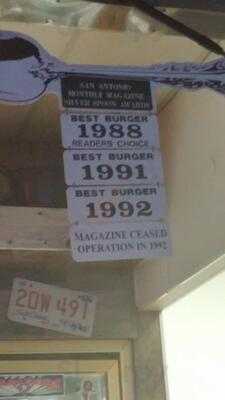 SAN ANTONIO
MONTHLY MAGAZINE
SILVER SPOON AWARDS
BEST BURGER
1988
READERS CHOICE
BEST BURGER
1991
BEST BURGER
1992
MAGAZINE CEASED
OPERATION IN 1992
20W 49T